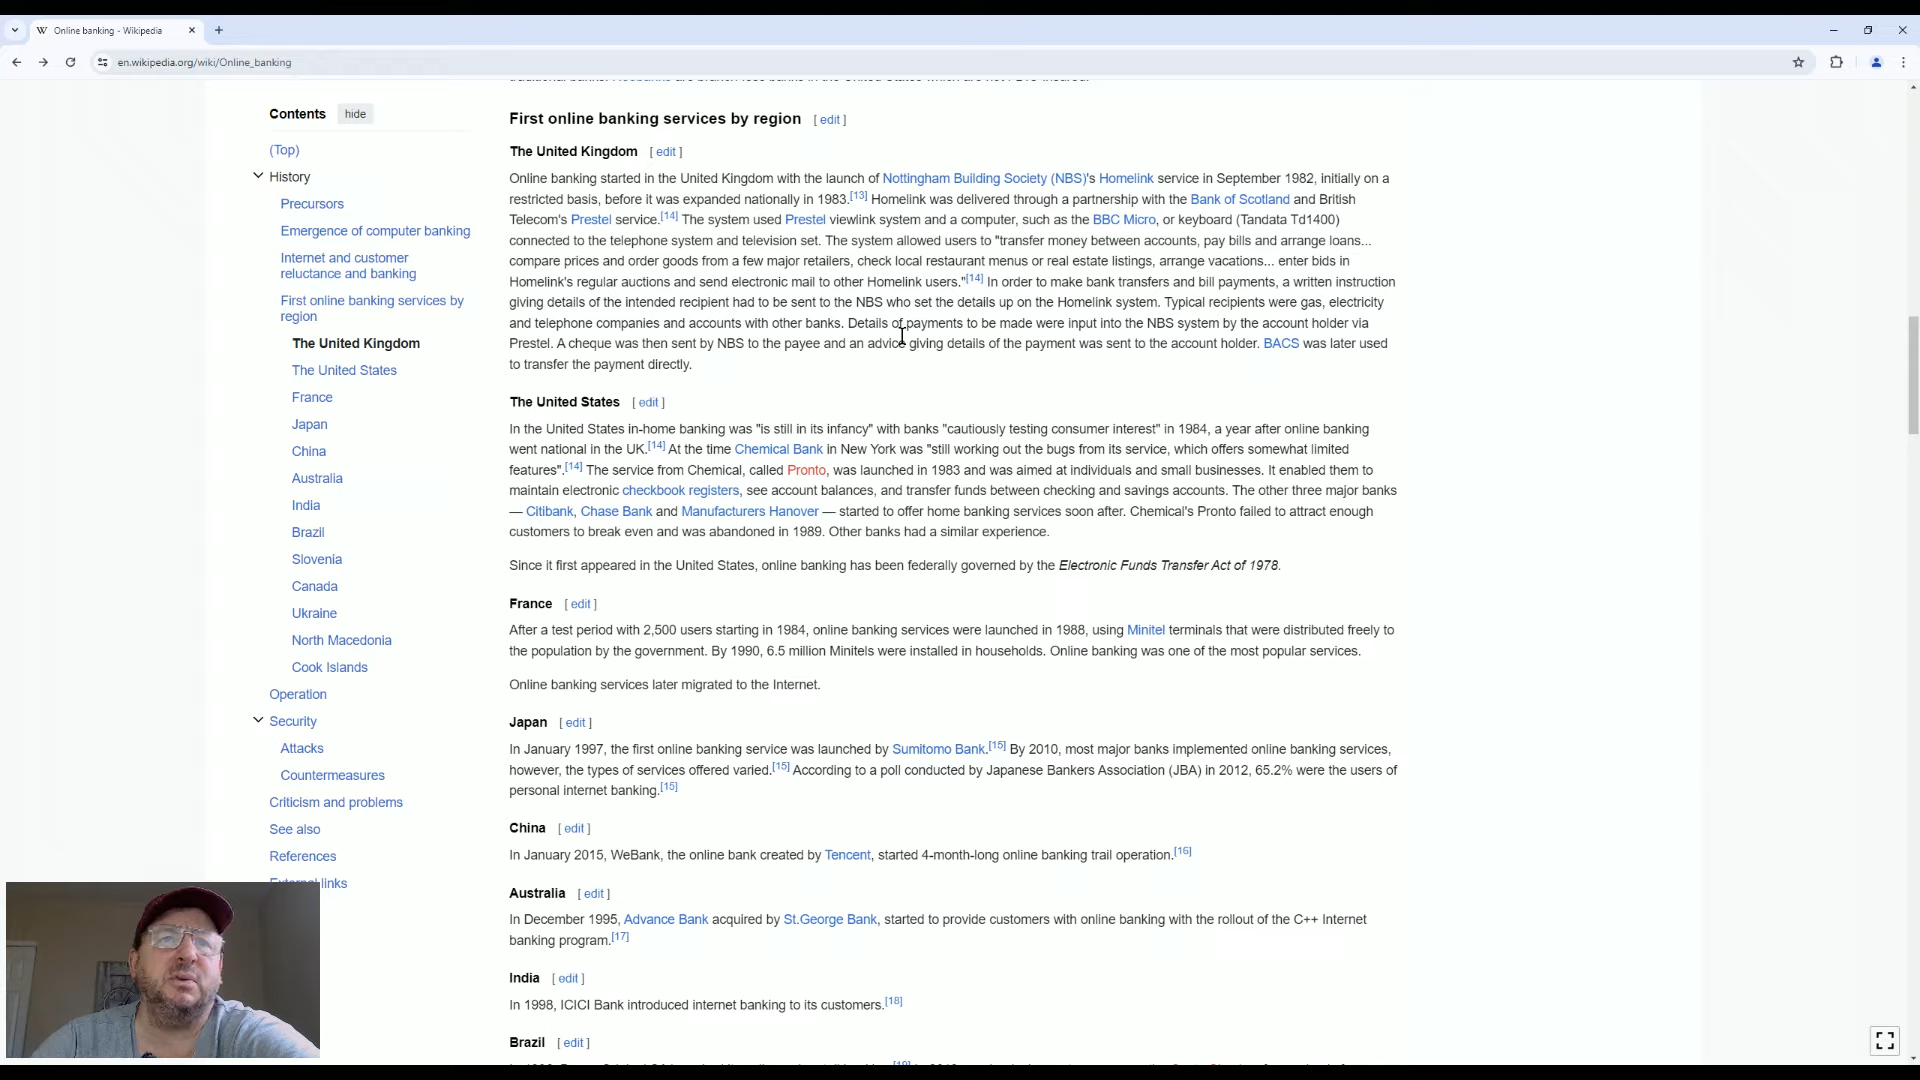 Online banking - Wikipedia
en.wikipedia.org/wiki/Online_banking
Contents hide
(Top)
History
Precursors
Emergence of computer banking
Internet and customer
reluctance and banking
First online banking services by
region
The United Kingdom
The United States
France
Japan
China
Australia
India
Brazil
Slovenia
Canada
Ukraine
North Macedonia
Cook Islands
Operation
Security
Attacks
Countermeasures
Criticism and problems
See also
References
External links
First online banking services by region [ edit ]
The United Kingdom [ edit ]
Online banking started in the United Kingdom with the launch of Nottingham Building Society (NBS)'s Homelink service in September 1982, initially on a
restricted basis, before it was expanded nationally in 1983.[13] Homelink was delivered through a partnership with the Bank of Scotland and British
Telecom's Prestel service.[14] The system used Prestel viewlink system and a computer, such as the BBC Micro, or keyboard (Tandata Td1400)
connected to the telephone system and television set. The system allowed users to "transfer money between accounts, pay bills and arrange loans...
compare prices and order goods from a few major retailers, check local restaurant menus or real estate listings, arrange vacations... enter bids in
Homelink's regular auctions and send electronic mail to other Homelink users."[14] In order to make bank transfers and bill payments, a written instruction
giving details of the intended recipient had to be sent to the NBS who set the details up on the Homelink system. Typical recipients were gas, electricity
and telephone companies and accounts with other banks. Details of payments to be made were input into the NBS system by the account holder via
Prestel. A cheque was then sent by NBS to the payee and an advice giving details of the payment was sent to the account holder. BACS was later used
to transfer the payment directly.
The United States [ edit ]
In the United States in-home banking was "is still in its infancy" with banks "cautiously testing consumer interest" in 1984, a year after online banking
went national in the UK.[14] At the time Chemical Bank in New York was "still working out the bugs from its service, which offers somewhat limited
features".[14] The service from Chemical, called Pronto, was launched in 1983 and was aimed at individuals and small businesses. It enabled them to
maintain electronic checkbook registers, see account balances, and transfer funds between checking and savings accounts. The other three major banks
— Citibank, Chase Bank and Manufacturers Hanover — started to offer home banking services soon after. Chemical's Pronto failed to attract enough
customers to break even and was abandoned in 1989. Other banks had a similar experience.
Since it first appeared in the United States, online banking has been federally governed by the Electronic Funds Transfer Act of 1978.
France [ edit ]
After a test period with 2,500 users starting in 1984, online banking services were launched in 1988, using Minitel terminals that were distributed freely to
the population by the government. By 1990, 6.5 million Minitels were installed in households. Online banking was one of the most popular services.
Online banking services later migrated to the Internet.
Japan [ edit ]
In January 1997, the first online banking service was launched by Sumitomo Bank.[15] By 2010, most major banks implemented online banking services,
however, the types of services offered varied.[15] According to a poll conducted by Japanese Bankers Association (JBA) in 2012, 65.2% were the users of
personal internet banking.[15]
China [ edit ]
In January 2015, WeBank, the online bank created by Tencent, started 4-month-long online banking trail operation.[16]
Australia [ edit ]
In December 1995, Advance Bank acquired by St.George Bank, started to provide customers with online banking with the rollout of the C++ Internet
banking program.[17]
India [ edit ]
In 1998, ICICI Bank introduced internet banking to its customers.[18]
Brazil [ edit ]